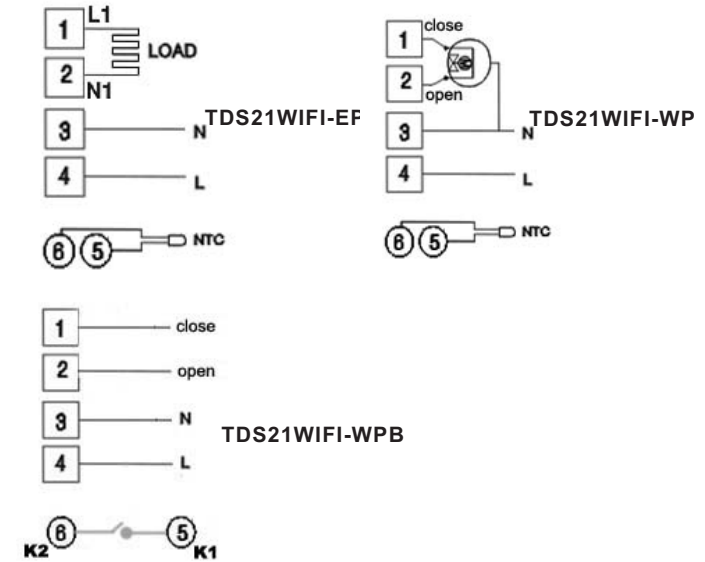 1 L1
LOAD
2 N1
3 N
TDS21WIFI-EF
4 L
6 5 NTC
1 close
2 open
3 N
TDS21WIFI-WP
4 L
6 5 NTC
1 close
2 open
3 N
TDS21WIFI-WPB
4 L
K2 6 5 K1